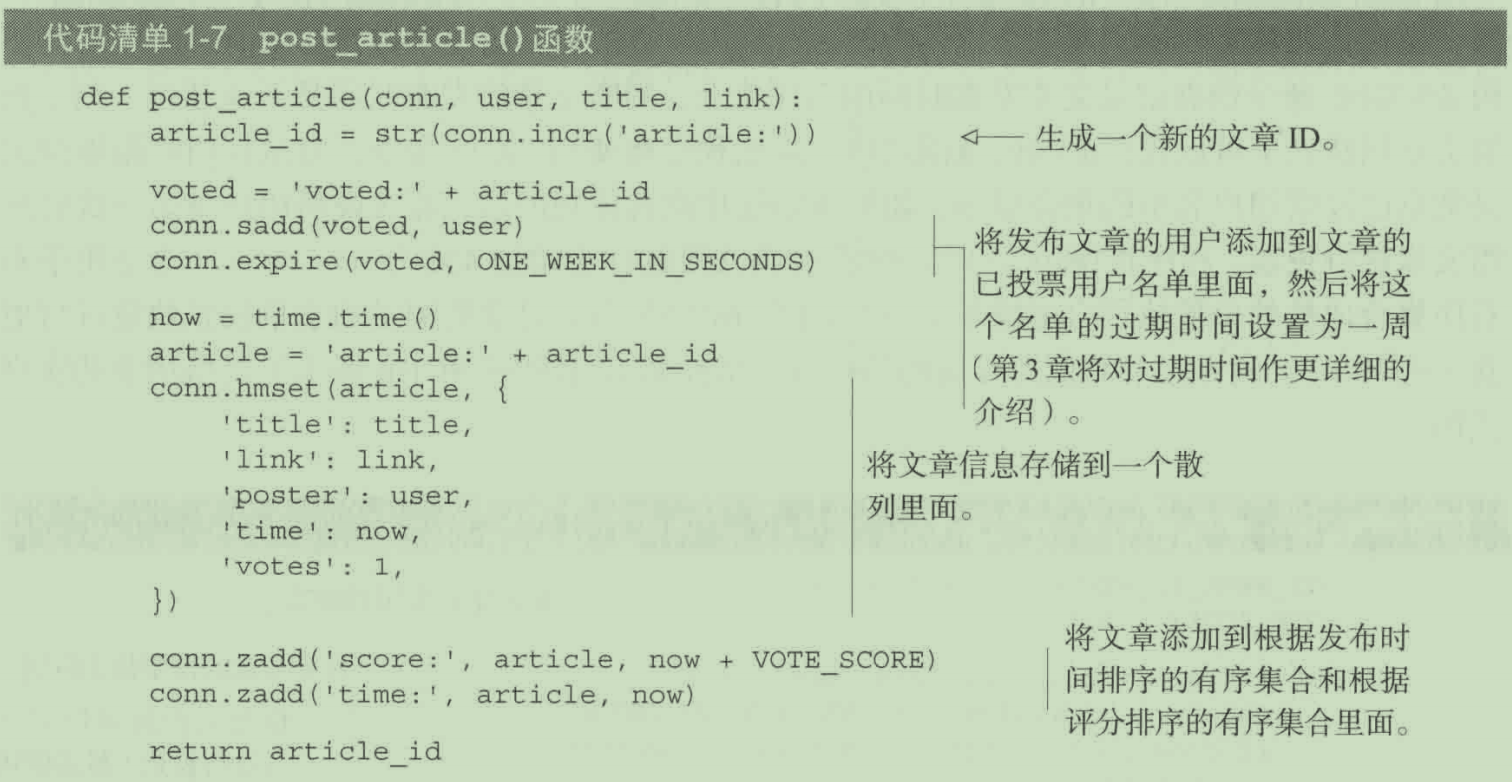 代码清单 1-7 post_article()函数
def post_article(conn, user, title, link):
article_id = str(conn.incr('article:'))
生成一个新的文章 ID。
voted = 'voted:' + article_id
conn.sadd(voted, user)
conn.expire(voted, ONE_WEEK_IN_SECONDS)
将发布文章的用户添加到文章的
已投票用户名单里面，然后将这
个名单的过期时间设置为一周
（第3章将对过期时间作更详细的
介绍）。
now = time.time()
article = 'article:' + article_id
conn.hmset(article, {
'title': title,
'link': link,
'poster': user,
'time': now,
'votes': 1,
})
将文章信息存储到一个散
列里面。
conn.zadd('score:', article, now + VOTE_SCORE)
conn.zadd('time:', article, now)
将文章添加到根据发布时
间排序的有序集合和根据
评分排序的有序集合里面。
return article_id